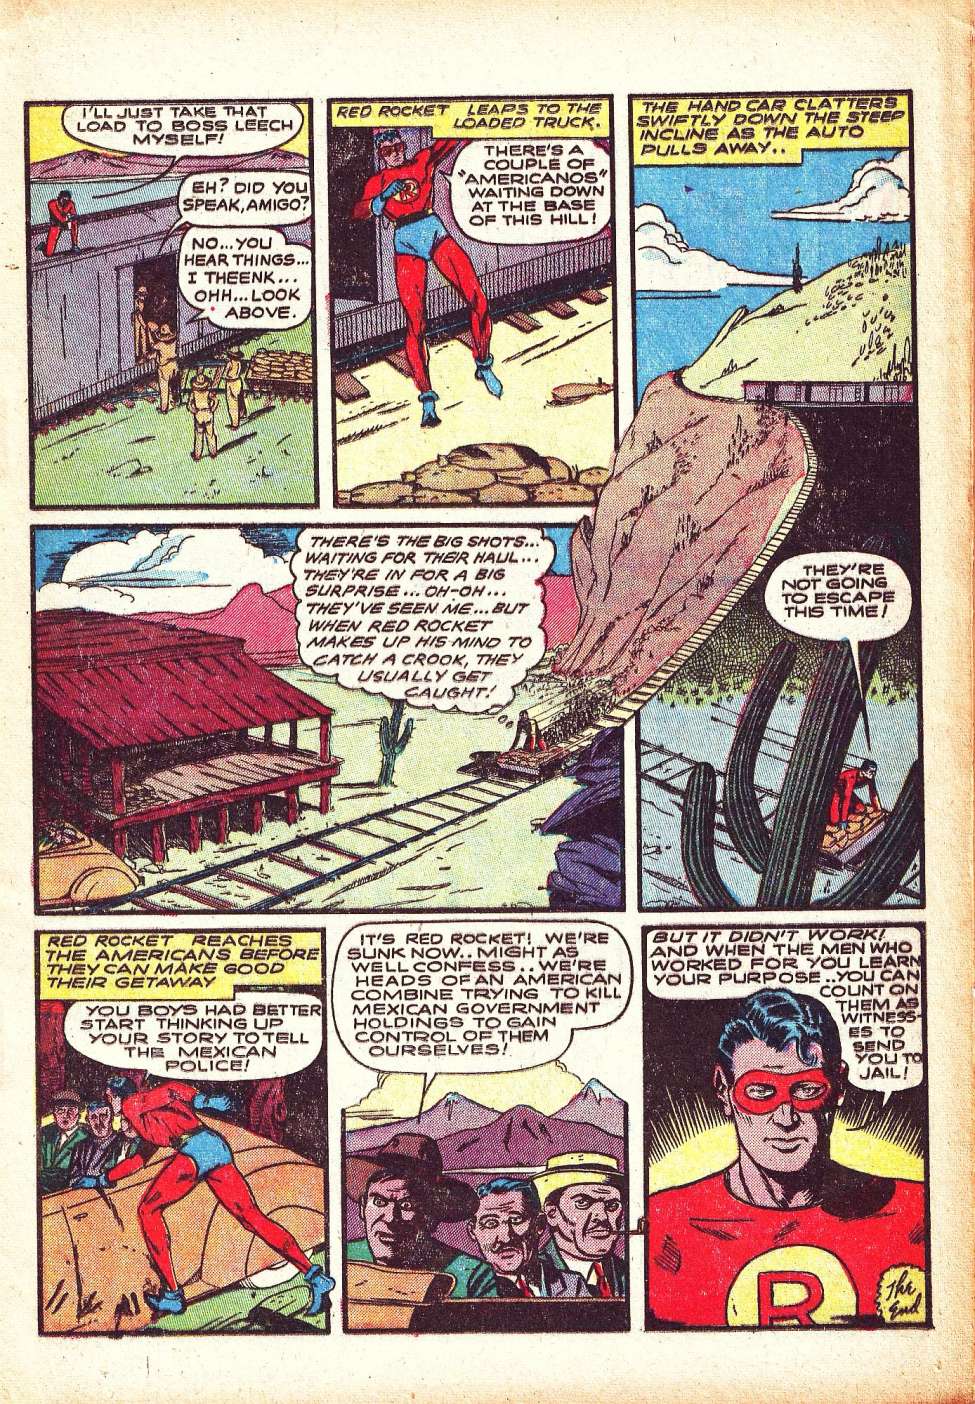 I'LL JUST TAKE THAT
LOAD TO BOSS LEECH
MYSELF!
EH? DID YOU
SPEAK, AMIGO?
NO...YOU
HEAR THINGS...
I THEENK...
OHH...LOOK
ABOVE.
RED ROCKET LEAPS TO THE
LOADED TRUCK.
THERE'S A
COUPLE OF
"AMERICANOS"
WAITING DOWN
AT THE BASE
OF THIS HILL!
THE HAND CAR CLATTERS
SWIFTLY DOWN THE STEEP
INCLINE AS THE AUTO
PULLS AWAY..
THERE'S THE BIG SHOTS...
WAITING FOR THEIR HAUL...
THEY'RE IN FOR A BIG
SURPRISE... OH-OH...
THEY'VE SEEN ME...BUT
WHEN RED ROCKET
MAKES UP HIS MIND TO
CATCH A CROOK, THEY
USUALLY GET
CAUGHT!
THEY'RE
NOT GOING
TO ESCAPE
THIS TIME!
RED ROCKET REACHES
THE AMERICANS BEFORE
THEY CAN MAKE GOOD
THEIR GETAWAY
YOU BOYS HAD BETTER
START THINKING UP
YOUR STORY TO TELL
THE MEXICAN
POLICE!
IT'S RED ROCKET! WE'RE
SUNK NOW..MIGHT AS
WELL CONFESS..WE'RE
HEADS OF AN AMERICAN
COMBINE TRYING TO KILL
MEXICAN GOVERNMENT
HOLDINGS TO GAIN
CONTROL OF THEM
OURSELVES!
BUT IT DIDN'T WORK!
AND WHEN THE MEN WHO
WORKED FOR YOU LEARN
YOUR PURPOSE..YOU CAN
COUNT ON
THEM AS
WITNESS-
ES TO
SEND
YOU TO
JAIL!
R
The
End